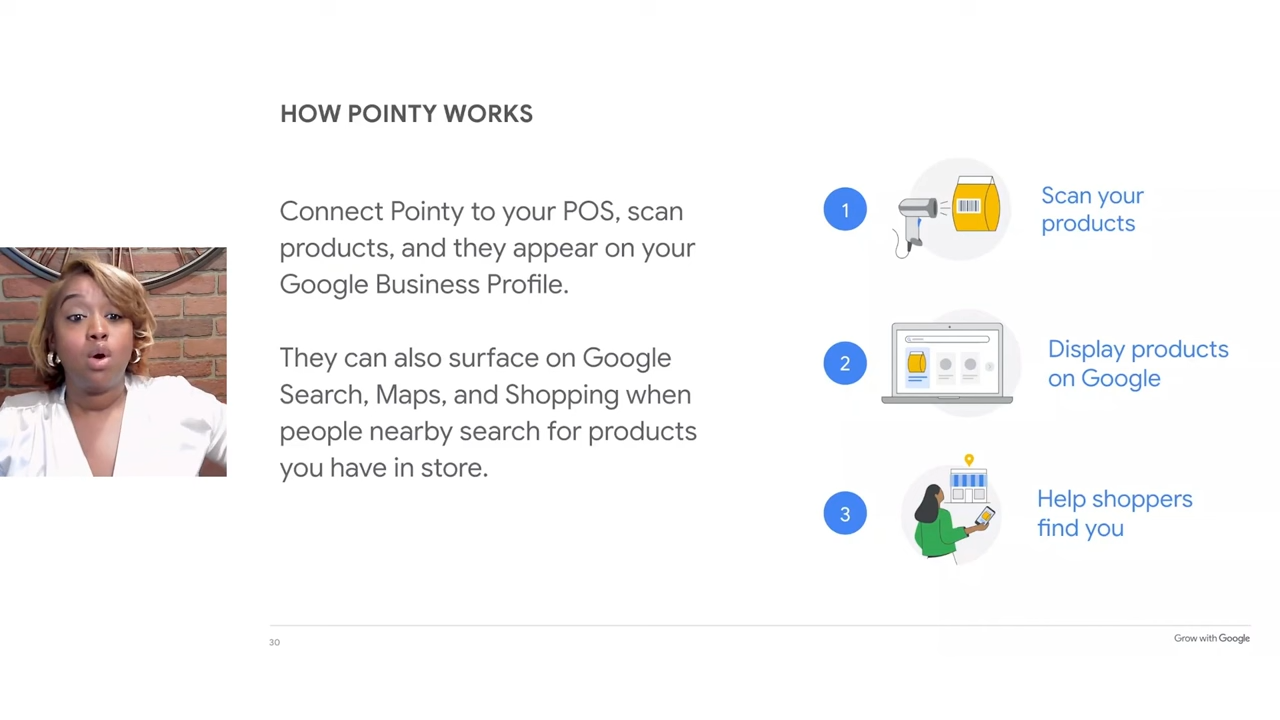 HOW POINTY WORKS
Connect Pointy to your POS, scan
products, and they appear on your
Google Business Profile.
They can also surface on Google
Search, Maps, and Shopping when
people nearby search for products
you have in store.
1
Scan your
products
2
Display products
on Google
3
Help shoppers
find you
30
Grow with Google